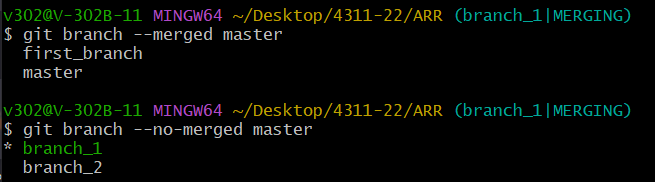 v302@V-302B-11 MINGW64 ~/Desktop/4311-22/ARR (branch_1|MERGING)
$ git branch --merged master
  first_branch
  master

v302@V-302B-11 MINGW64 ~/Desktop/4311-22/ARR (branch_1|MERGING)
$ git branch --no-merged master
* branch_1
  branch_2